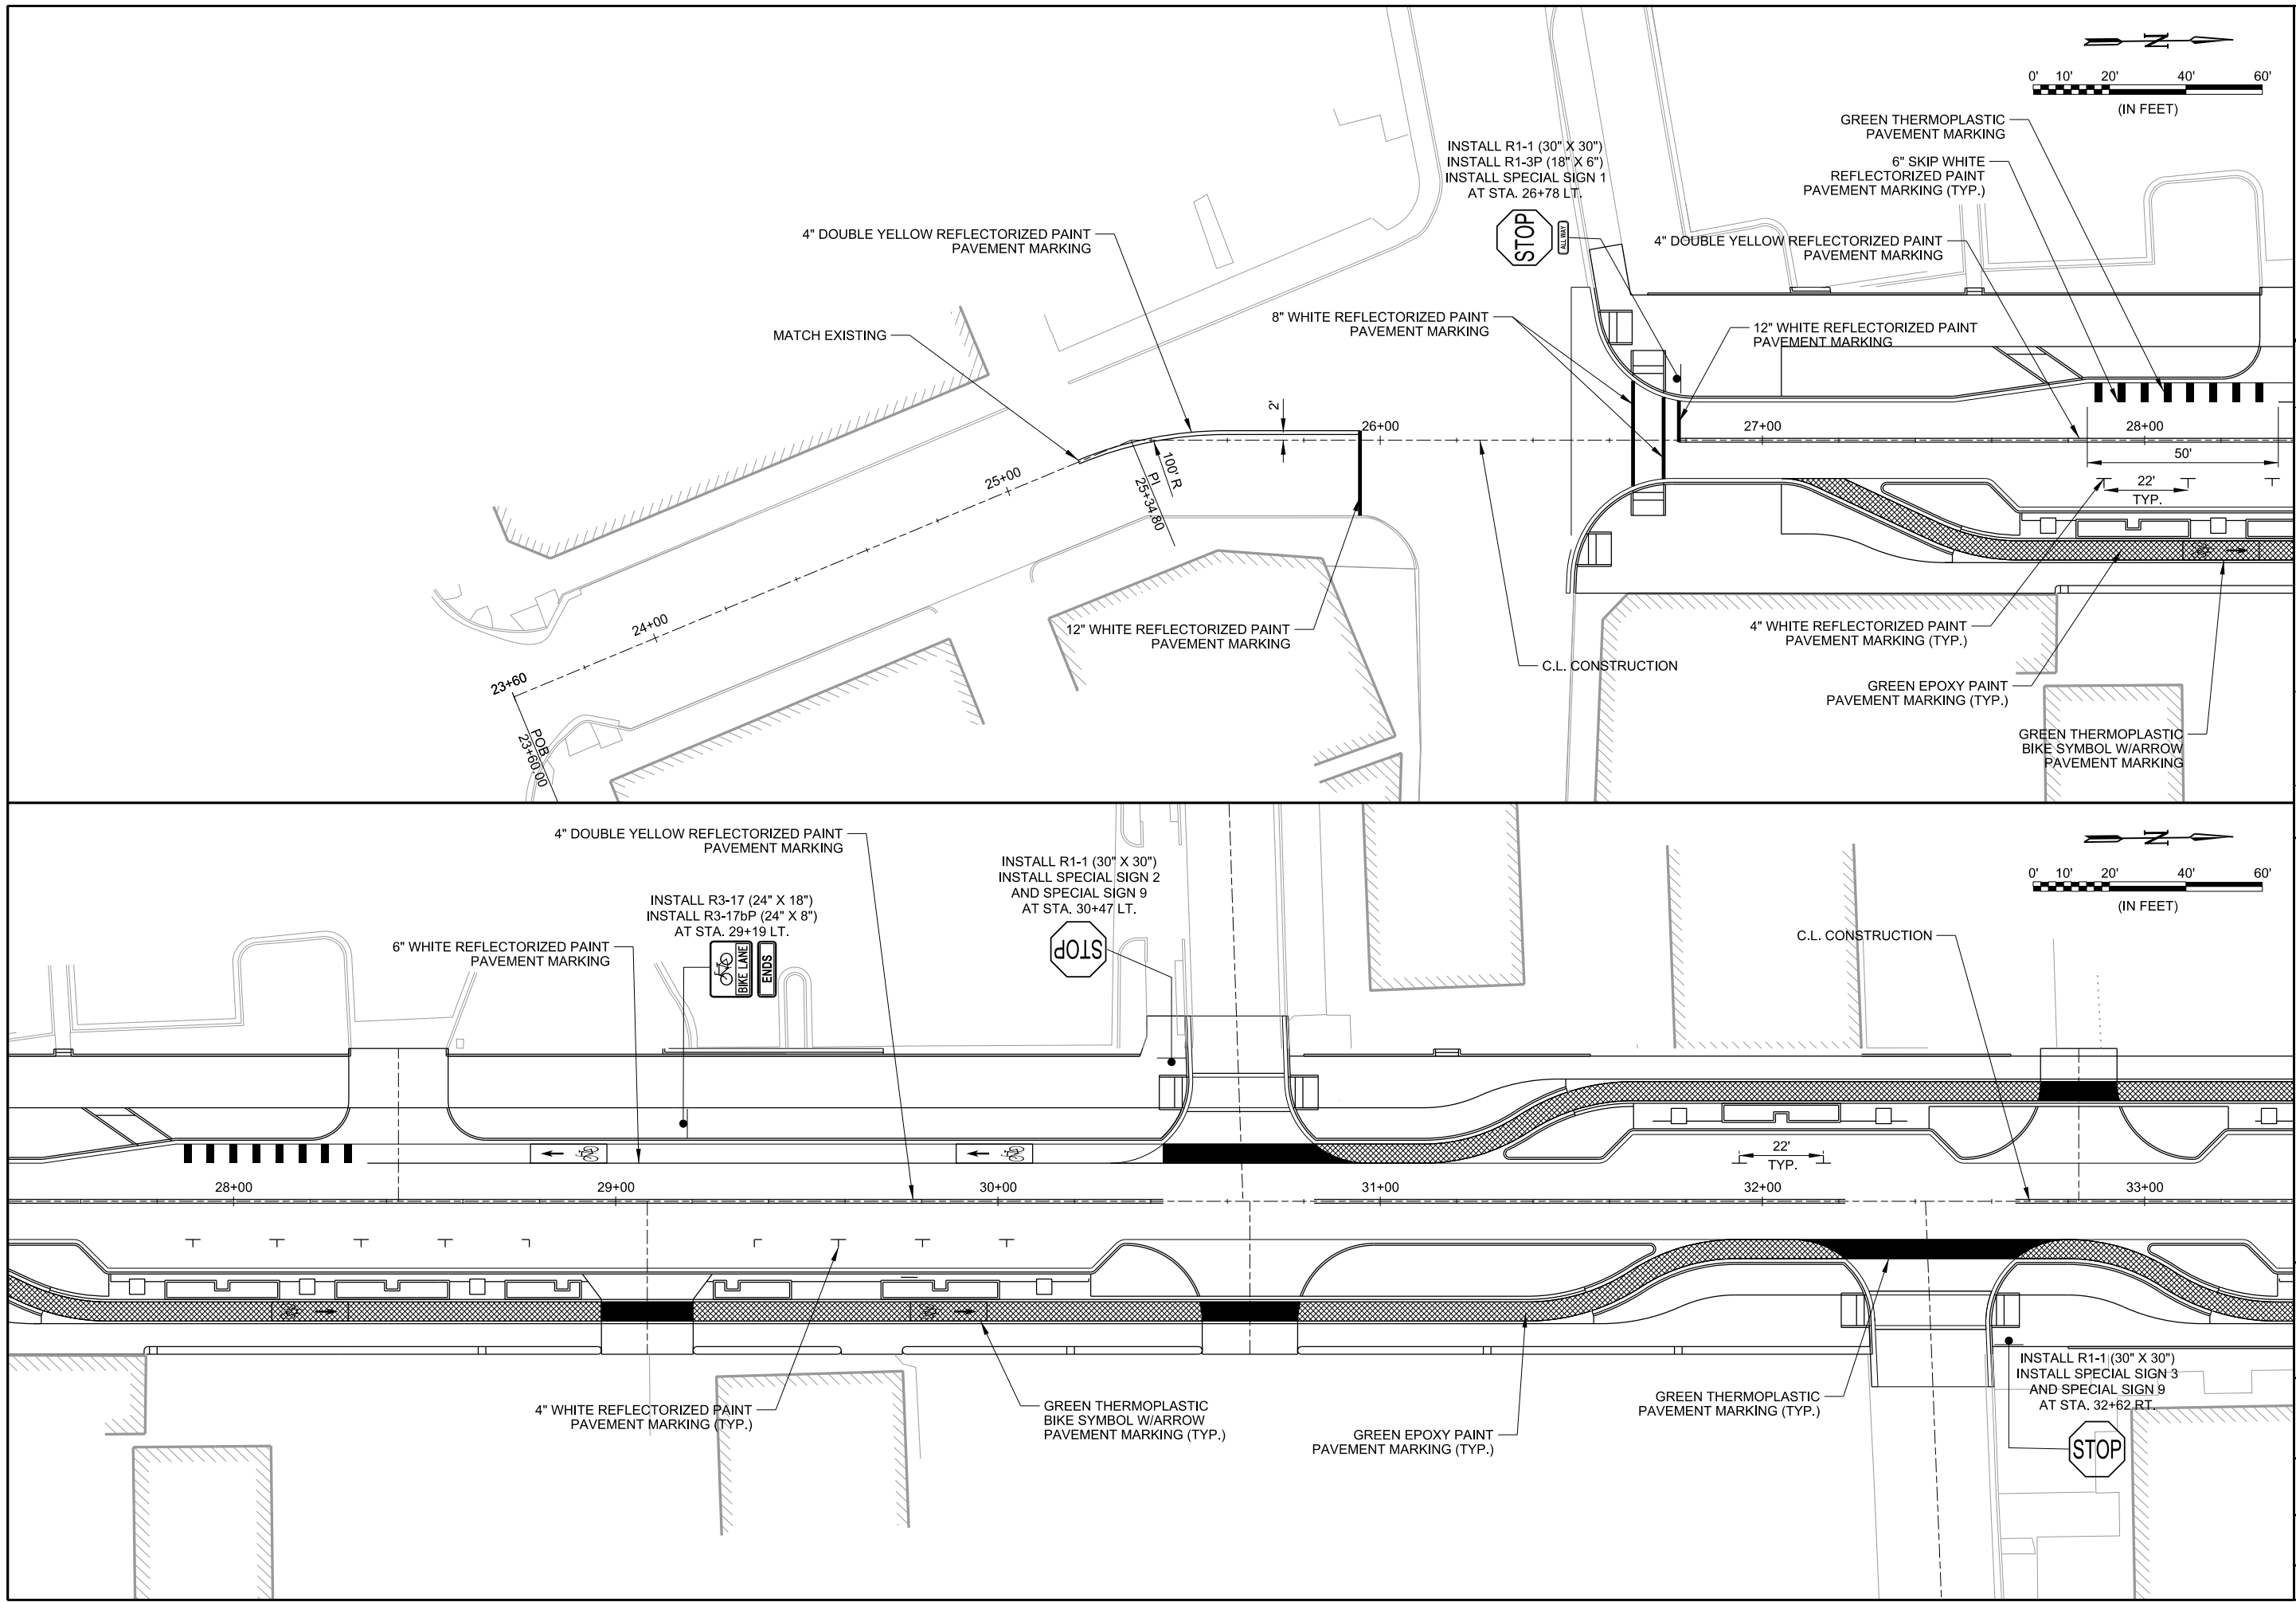 N
0' 10' 20' 40' 60'
(IN FEET)
GREEN THERMOPLASTIC
PAVEMENT MARKING
6" SKIP WHITE
REFLECTORIZED PAINT
PAVEMENT MARKING (TYP.)
INSTALL R1-1 (30" X 30")
INSTALL R1-3P (18" X 6")
INSTALL SPECIAL SIGN 1
AT STA. 26+78 LT.
STOP
ALL WAY
4" DOUBLE YELLOW REFLECTORIZED PAINT
PAVEMENT MARKING
4" DOUBLE YELLOW REFLECTORIZED PAINT
PAVEMENT MARKING
MATCH EXISTING
8" WHITE REFLECTORIZED PAINT
PAVEMENT MARKING
12" WHITE REFLECTORIZED PAINT
PAVEMENT MARKING
2'
26+00
27+00
28+00
50'
22'
TYP.
100' R
PI
25+34.80
25+00
24+00
23+60
POB
23+60.00
12" WHITE REFLECTORIZED PAINT
PAVEMENT MARKING
C.L. CONSTRUCTION
4" WHITE REFLECTORIZED PAINT
PAVEMENT MARKING (TYP.)
GREEN EPOXY PAINT
PAVEMENT MARKING (TYP.)
GREEN THERMOPLASTIC
BIKE SYMBOL W/ARROW
PAVEMENT MARKING
4" DOUBLE YELLOW REFLECTORIZED PAINT
PAVEMENT MARKING
N
0' 10' 20' 40' 60'
(IN FEET)
INSTALL R1-1 (30" X 30")
INSTALL SPECIAL SIGN 2
AND SPECIAL SIGN 9
AT STA. 30+47 LT.
STOP
INSTALL R3-17 (24" X 18")
INSTALL R3-17bP (24" X 8")
AT STA. 29+19 LT.
BIKE LANE
ENDS
6" WHITE REFLECTORIZED PAINT
PAVEMENT MARKING
C.L. CONSTRUCTION
22'
TYP.
28+00
29+00
30+00
31+00
32+00
33+00
4" WHITE REFLECTORIZED PAINT
PAVEMENT MARKING (TYP.)
GREEN THERMOPLASTIC
BIKE SYMBOL W/ARROW
PAVEMENT MARKING (TYP.)
GREEN EPOXY PAINT
PAVEMENT MARKING (TYP.)
GREEN THERMOPLASTIC
PAVEMENT MARKING (TYP.)
INSTALL R1-1 (30" X 30")
INSTALL SPECIAL SIGN 3
AND SPECIAL SIGN 9
AT STA. 32+62 RT.
STOP